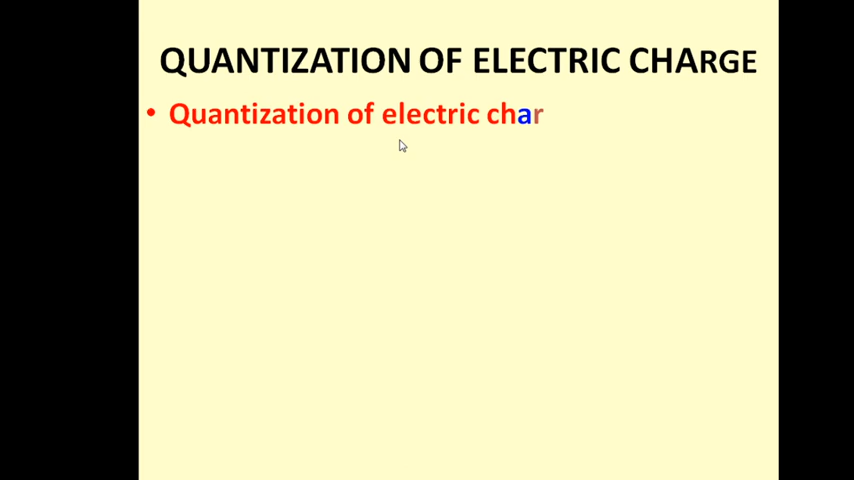 QUANTIZATION OF ELECTRIC CHARGE
• Quantization of electric char